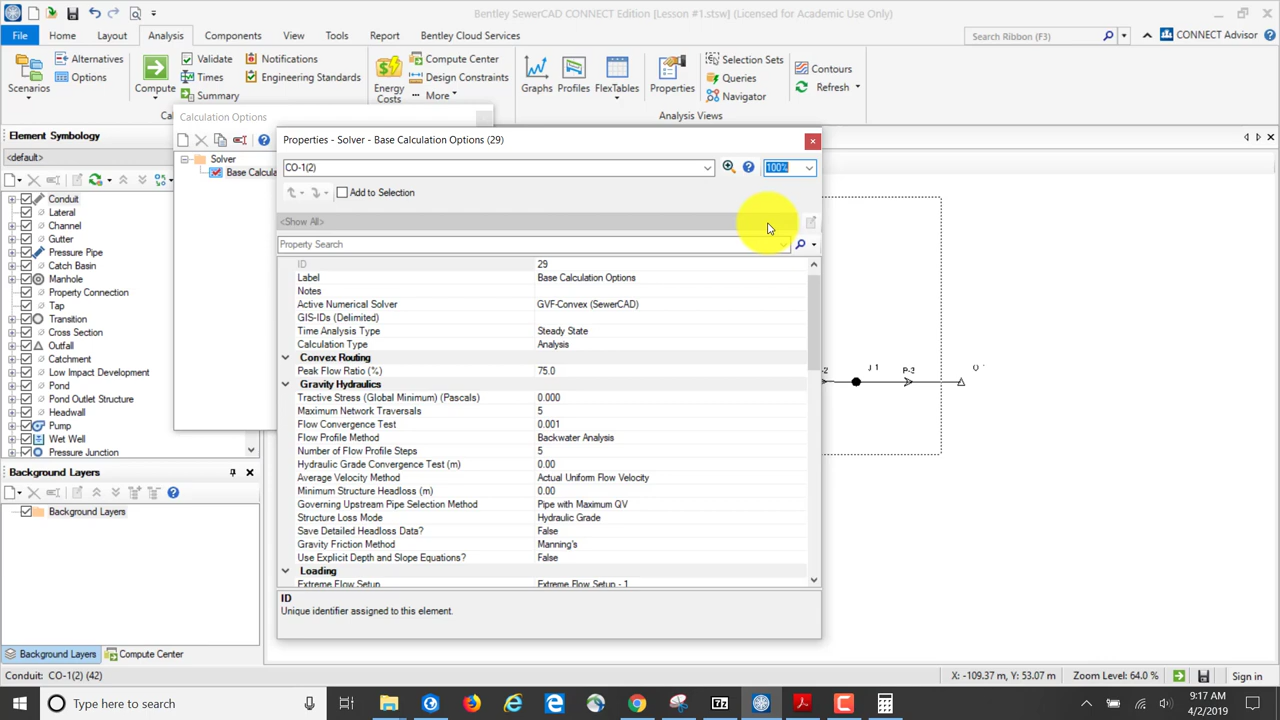 Bentley SewerCAD CONNECT Edition [Lesson #1.stsw] (Licensed for Academic Use Only)
File Home Layout Analysis Components View Tools Report Bentley Cloud Services Search Ribbon (F3) CONNECT Advisor
Scenarios
Alternatives
Options
Compute
Validate
Times
Summary
Notifications
Engineering Standards
Energy Costs
Compute Center
Design Constraints
More
Graphs
Profiles
FlexTables
Properties
Selection Sets
Queries
Navigator
Contours
Refresh
Analysis Views
Element Symbology
<default>
Conduit
Lateral
Channel
Gutter
Pressure Pipe
Catch Basin
Manhole
Property Connection
Tap
Transition
Cross Section
Outfall
Catchment
Low Impact Development
Pond
Pond Outlet Structure
Headwall
Pump
Wet Well
Pressure Junction
Background Layers
Background Layers
Background Layers Compute Center
Calculation Options
Solver
Base Calcula
Properties - Solver - Base Calculation Options (29)
CO-1(2) 100%
Add to Selection
<Show All>
Property Search
ID 29
Label Base Calculation Options
Notes
Active Numerical Solver GVF-Convex (SewerCAD)
GIS-IDs (Delimited)
Time Analysis Type Steady State
Calculation Type Analysis
Convex Routing
Peak Flow Ratio (%) 75.0
Gravity Hydraulics
Tractive Stress (Global Minimum) (Pascals) 0.000
Maximum Network Traversals 5
Flow Convergence Test 0.001
Flow Profile Method Backwater Analysis
Number of Flow Profile Steps 5
Hydraulic Grade Convergence Test (m) 0.00
Average Velocity Method Actual Uniform Flow Velocity
Minimum Structure Headloss (m) 0.00
Governing Upstream Pipe Selection Method Pipe with Maximum QV
Structure Loss Mode Hydraulic Grade
Save Detailed Headloss Data? False
Gravity Friction Method Manning's
Use Explicit Depth and Slope Equations? False
Loading
Extreme Flow Setup Extreme Flow Setup - 1
ID
Unique identifier assigned to this element.
J 1
P-3
Conduit: CO-1(2) (42) X: -109.37 m, Y: 53.07 m Zoom Level: 64.0 % Sign in
Type here to search
9:17 AM
4/2/2019